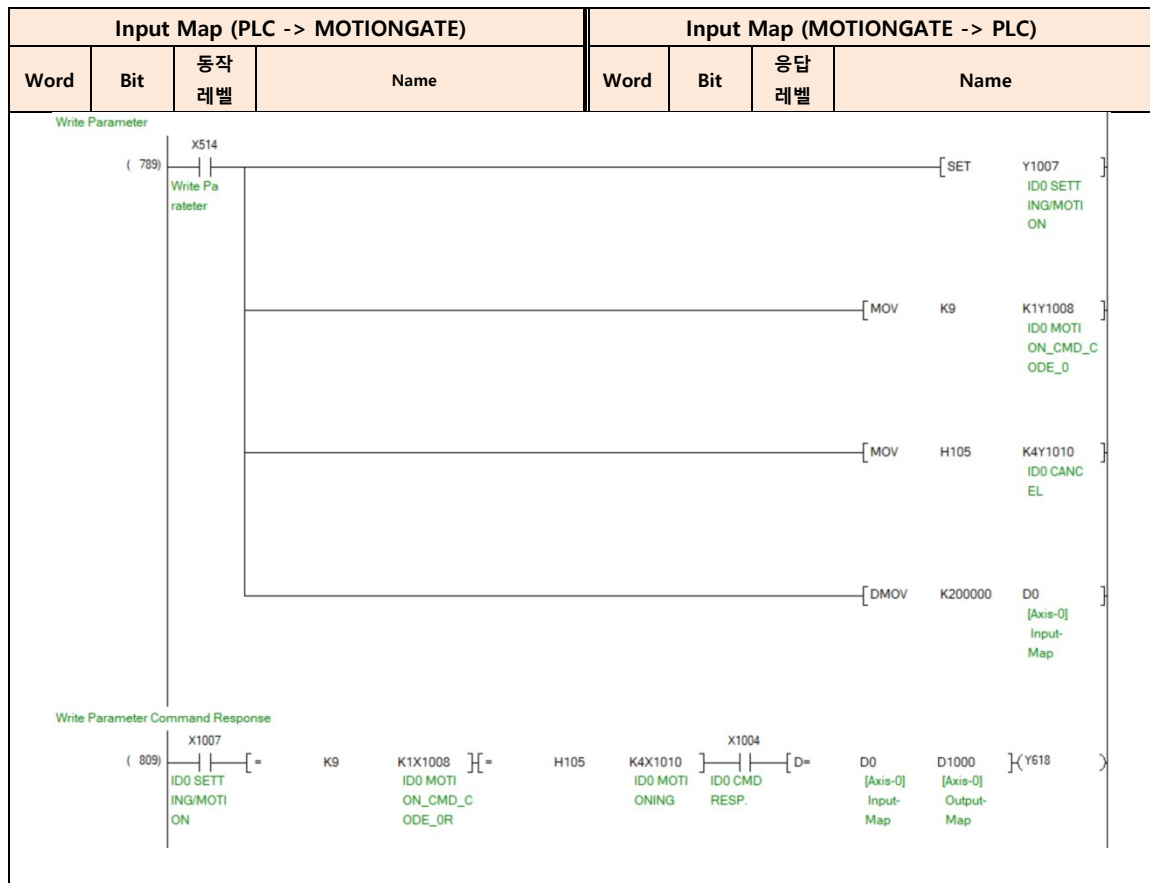 Input Map (PLC -> MOTIONGATE) Input Map (MOTIONGATE -> PLC)
Word Bit 동작 레벨 Name Word Bit 응답 레벨 Name
Write Parameter
X514
( 789) [SET Y1007 ]
Write Pa
rateter
ID0 SETT
ING/MOTI
ON
[MOV K9 K1Y1008 ]
ID0 MOTI
ON_CMD_C
ODE_0
[MOV H105 K4Y1010 ]
ID0 CANC
EL
[DMOV K200000 D0 ]
[Axis-0]
Input-
Map
Write Parameter Command Response
X1007 X1004
( 809) [= K9 K1X1008 ][= H105 K4X1010 ] [D= D0 D1000 ](Y618 )
ID0 SETT ID0 MOTI ID0 MOTI ID0 CMD [Axis-0] [Axis-0]
ING/MOTI ON_CMD_C ONING RESP. Input- Output-
ON ODE_0R Map Map